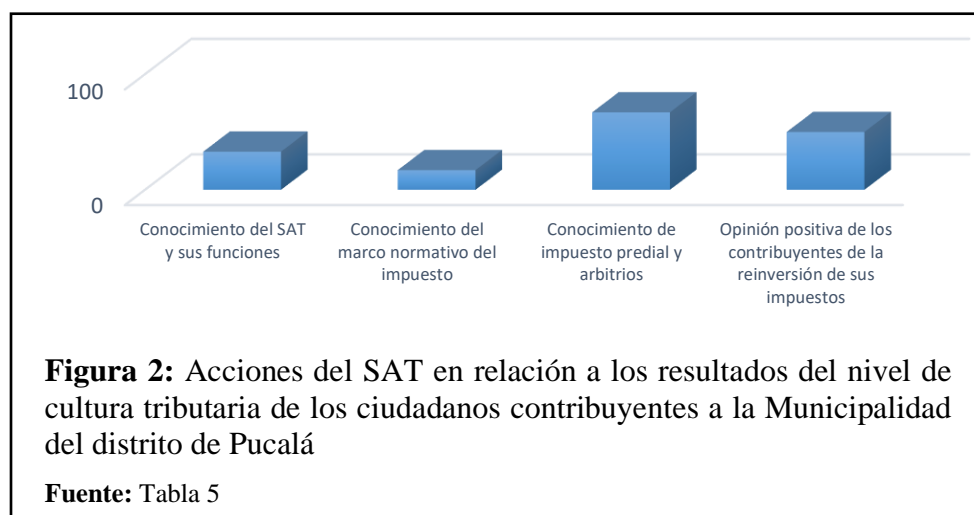 100
0
Conocimiento del SAT
y sus funciones
Conocimiento del
marco normativo del
impuesto
Conocimiento de
impuesto predial y
arbitrios
Opinión positiva de los
contribuyentes de la
reinversión de sus
impuestos
Figura 2: Acciones del SAT en relación a los resultados del nivel de
cultura tributaria de los ciudadanos contribuyentes a la Municipalidad
del distrito de Pucalá
Fuente: Tabla 5